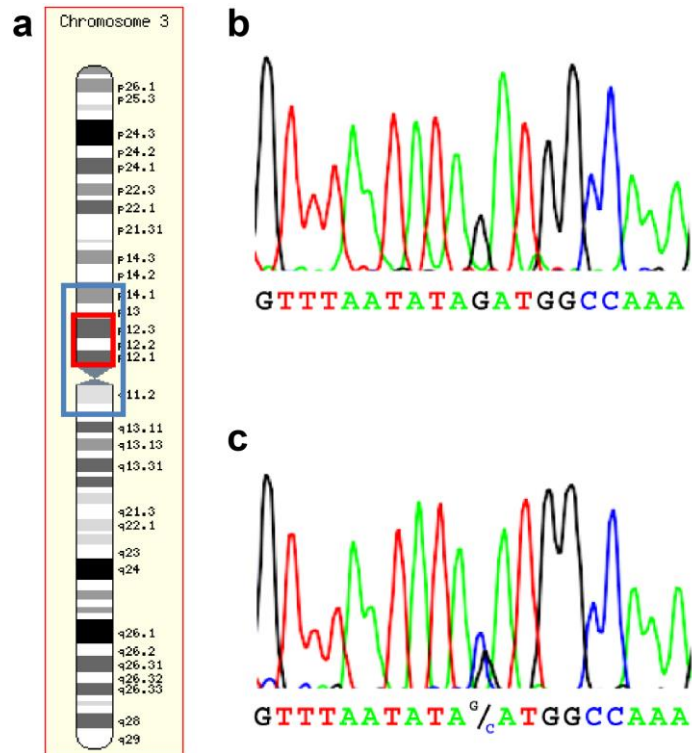 a
Chromosome 3
p26.1
p25.3
p24.3
p24.2
p24.1
p22.3
p22.1
p21.31
p14.3
p14.2
p14.1
p13
p12.3
p12.2
p12.1
q11.2
q13.11
q13.13
q13.31
q21.3
q22.1
q23
q24
q26.1
q26.2
q26.31
q26.32
q26.33
q28
q29
b
GTTTAATATAGATGGCCAAA
c
GTTTAATATAG/CATGGCCAAA